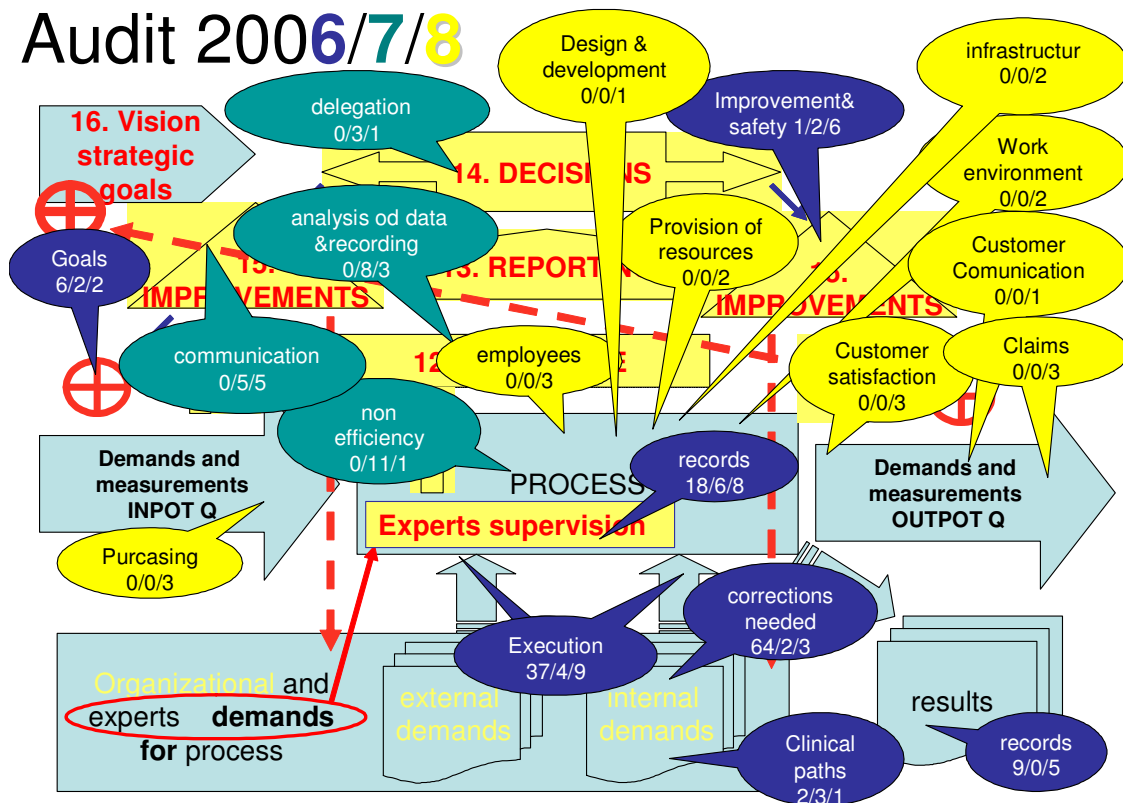 Audit 2006/7/8
Design &
development
0/0/1
infrastructur
0/0/2
delegation
0/3/1
Improvement&
safety 1/2/6
16. Vision
strategic
goals
14. DECISIONS
Work
environment
0/0/2
analysis od data
&recording
0/8/3
Provision of
resources
0/0/2
Goals
6/2/2
Customer
Comunication
0/0/1
15.
IMPROVEMENTS
13. REPORTIN
15.
IMPROVEMENTS
communication
0/5/5
12
E
employees
0/0/3
Customer
satisfaction
0/0/3
Claims
0/0/3
non
efficiency
0/11/1
Demands and
measurements
INPOT Q
PROCESS
records
18/6/8
Demands and
measurements
OUTPOT Q
Experts supervision
Purcasing
0/0/3
corrections
needed
64/2/3
Execution
37/4/9
Organizational and
experts demands
for process
external
demands
internal
demands
results
Clinical
paths
2/3/1
records
9/0/5